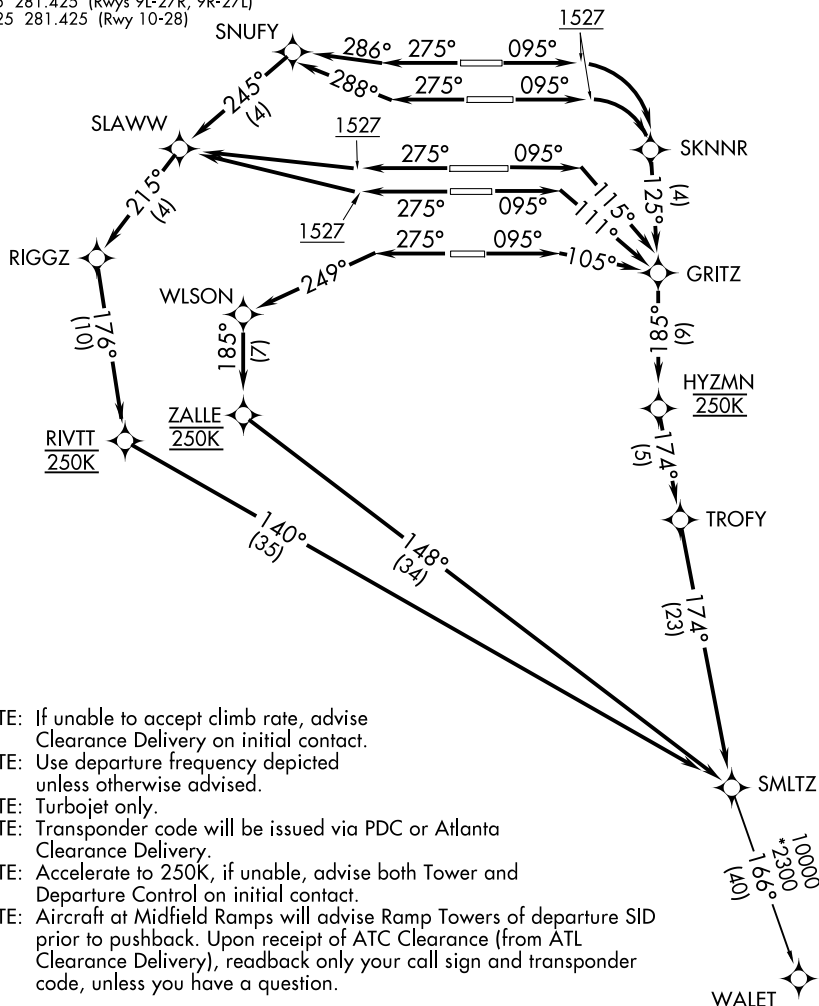 281.425 (Rwys 9L-27R, 9R-27L)
25 281.425 (Rwy 10-28)
SNUFY
1527
286° 275° 095°
288° 275° 095°
245°
(4)
SLAWW
1527
275° 095°
SKNNR
125°
(4)
215°
(4)
275° 095°
1527
115°
111°
RIGGZ
275° 095°
249°
105°
GRITZ
WLSON
176°
(10)
185°
(7)
185°
(6)
HYZMN
250K
ZALLE
250K
RIVTT
250K
174°
(5)
TROFY
140°
(35)
148°
(34)
174°
(23)
TE: If unable to accept climb rate, advise
Clearance Delivery on initial contact.
TE: Use departure frequency depicted
unless otherwise advised.
TE: Turbojet only.
TE: Transponder code will be issued via PDC or Atlanta
Clearance Delivery.
TE: Accelerate to 250K, if unable, advise both Tower and
Departure Control on initial contact.
TE: Aircraft at Midfield Ramps will advise Ramp Towers of departure SID
prior to pushback. Upon receipt of ATC Clearance (from ATL
Clearance Delivery), readback only your call sign and transponder
code, unless you have a question.
SMLTZ
10000
*2300
166°
(40)
WALET